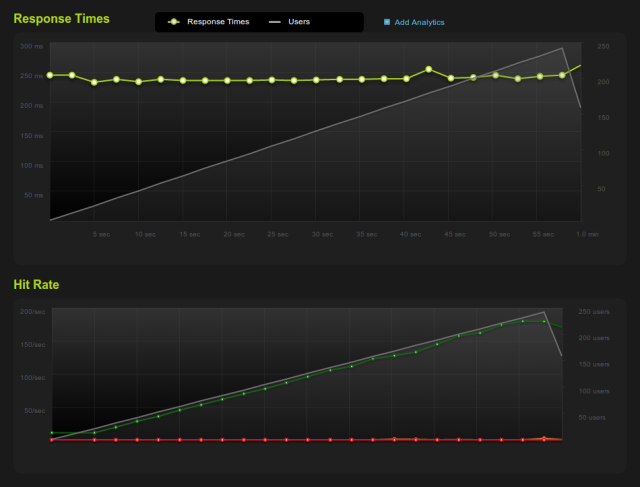 Response Times
Response Times Users
Add Analytics
300 ms
250 ms
200 ms
150 ms
100 ms
50 ms
250
200
150
100
50
5 sec 10 sec 15 sec 20 sec 25 sec 30 sec 35 sec 40 sec 45 sec 50 sec 55 sec 1.0 min
Hit Rate
200/sec
150/sec
100/sec
50/sec
250 users
200 users
150 users
100 users
50 users